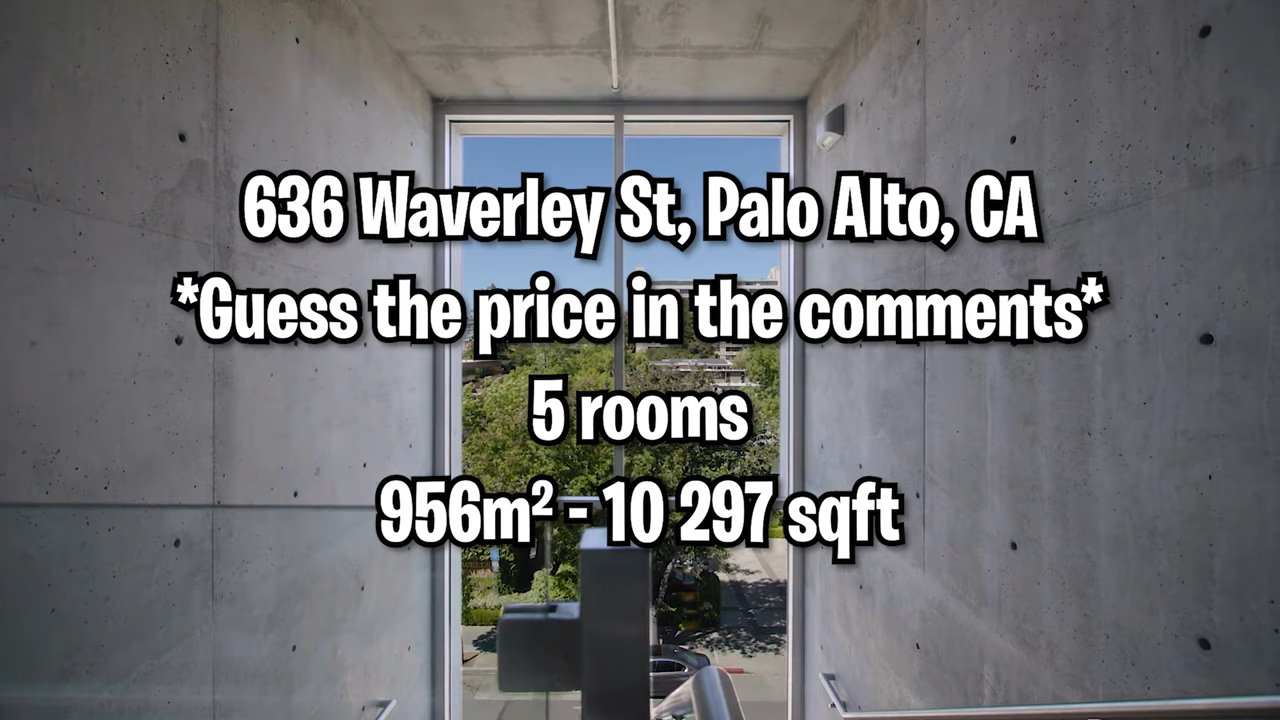 636 Waverley St, Palo Alto, CA
*Guess the price in the comments*
5 rooms
956m² - 10 297 sqft